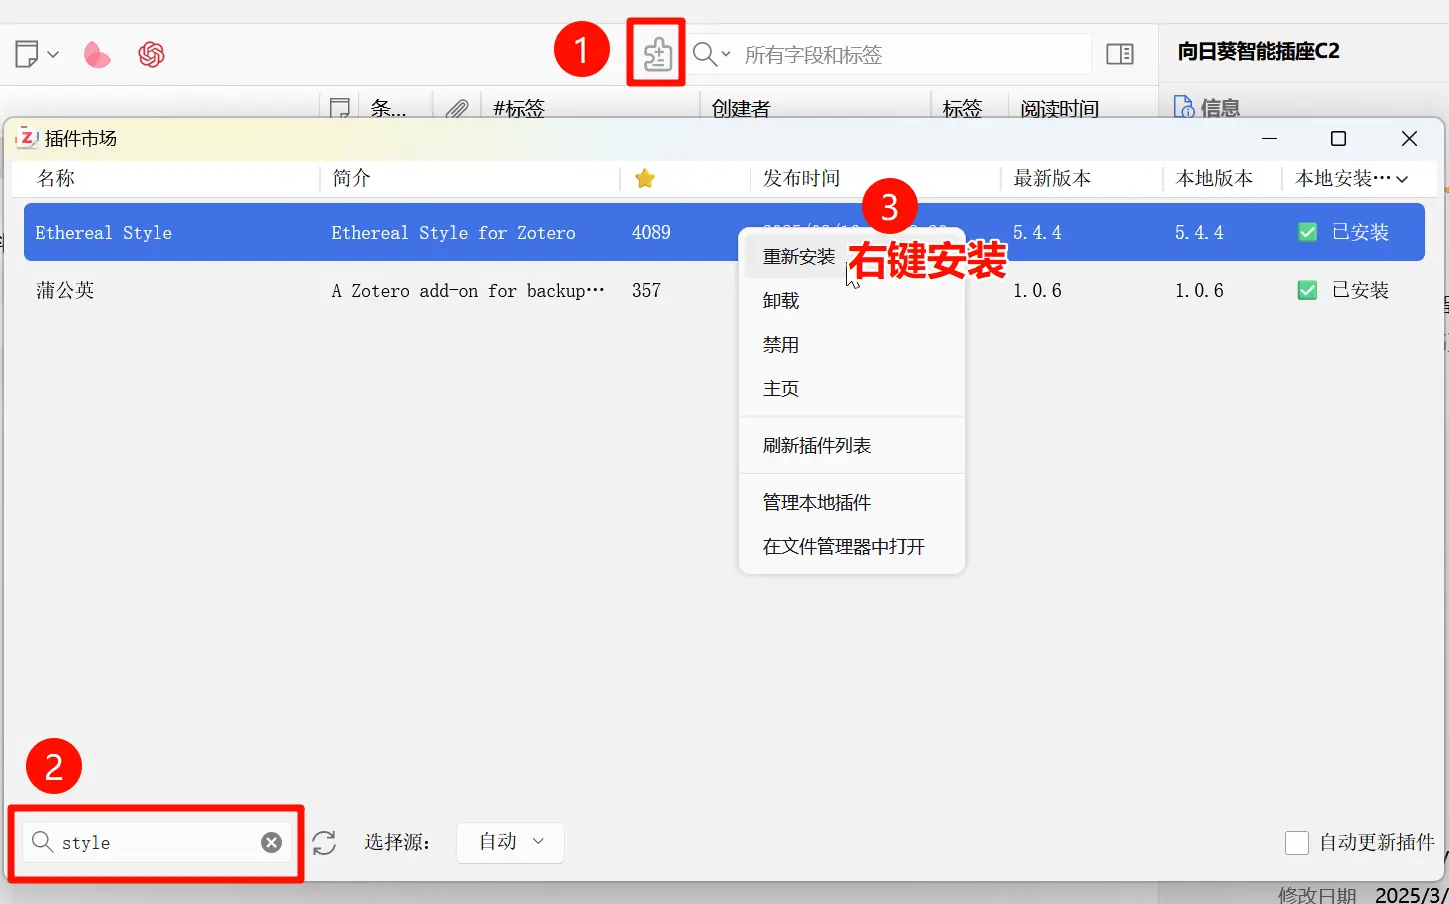 1
所有字段和标签
向日葵智能插座C2
条...
#标签
创建者
标签
阅读时间
信息
插件市场
名称
简介
发布时间
最新版本
本地版本
本地安装…
3
Ethereal Style
Ethereal Style for Zotero
4089
5.4.4
5.4.4
已安装
重新安装
右键安装
蒲公英
A Zotero add-on for backup…
357
1.0.6
1.0.6
已安装
卸载
禁用
主页
刷新插件列表
管理本地插件
在文件管理器中打开
2
style
选择源:
自动
自动更新插件
修改日期
2025/3/